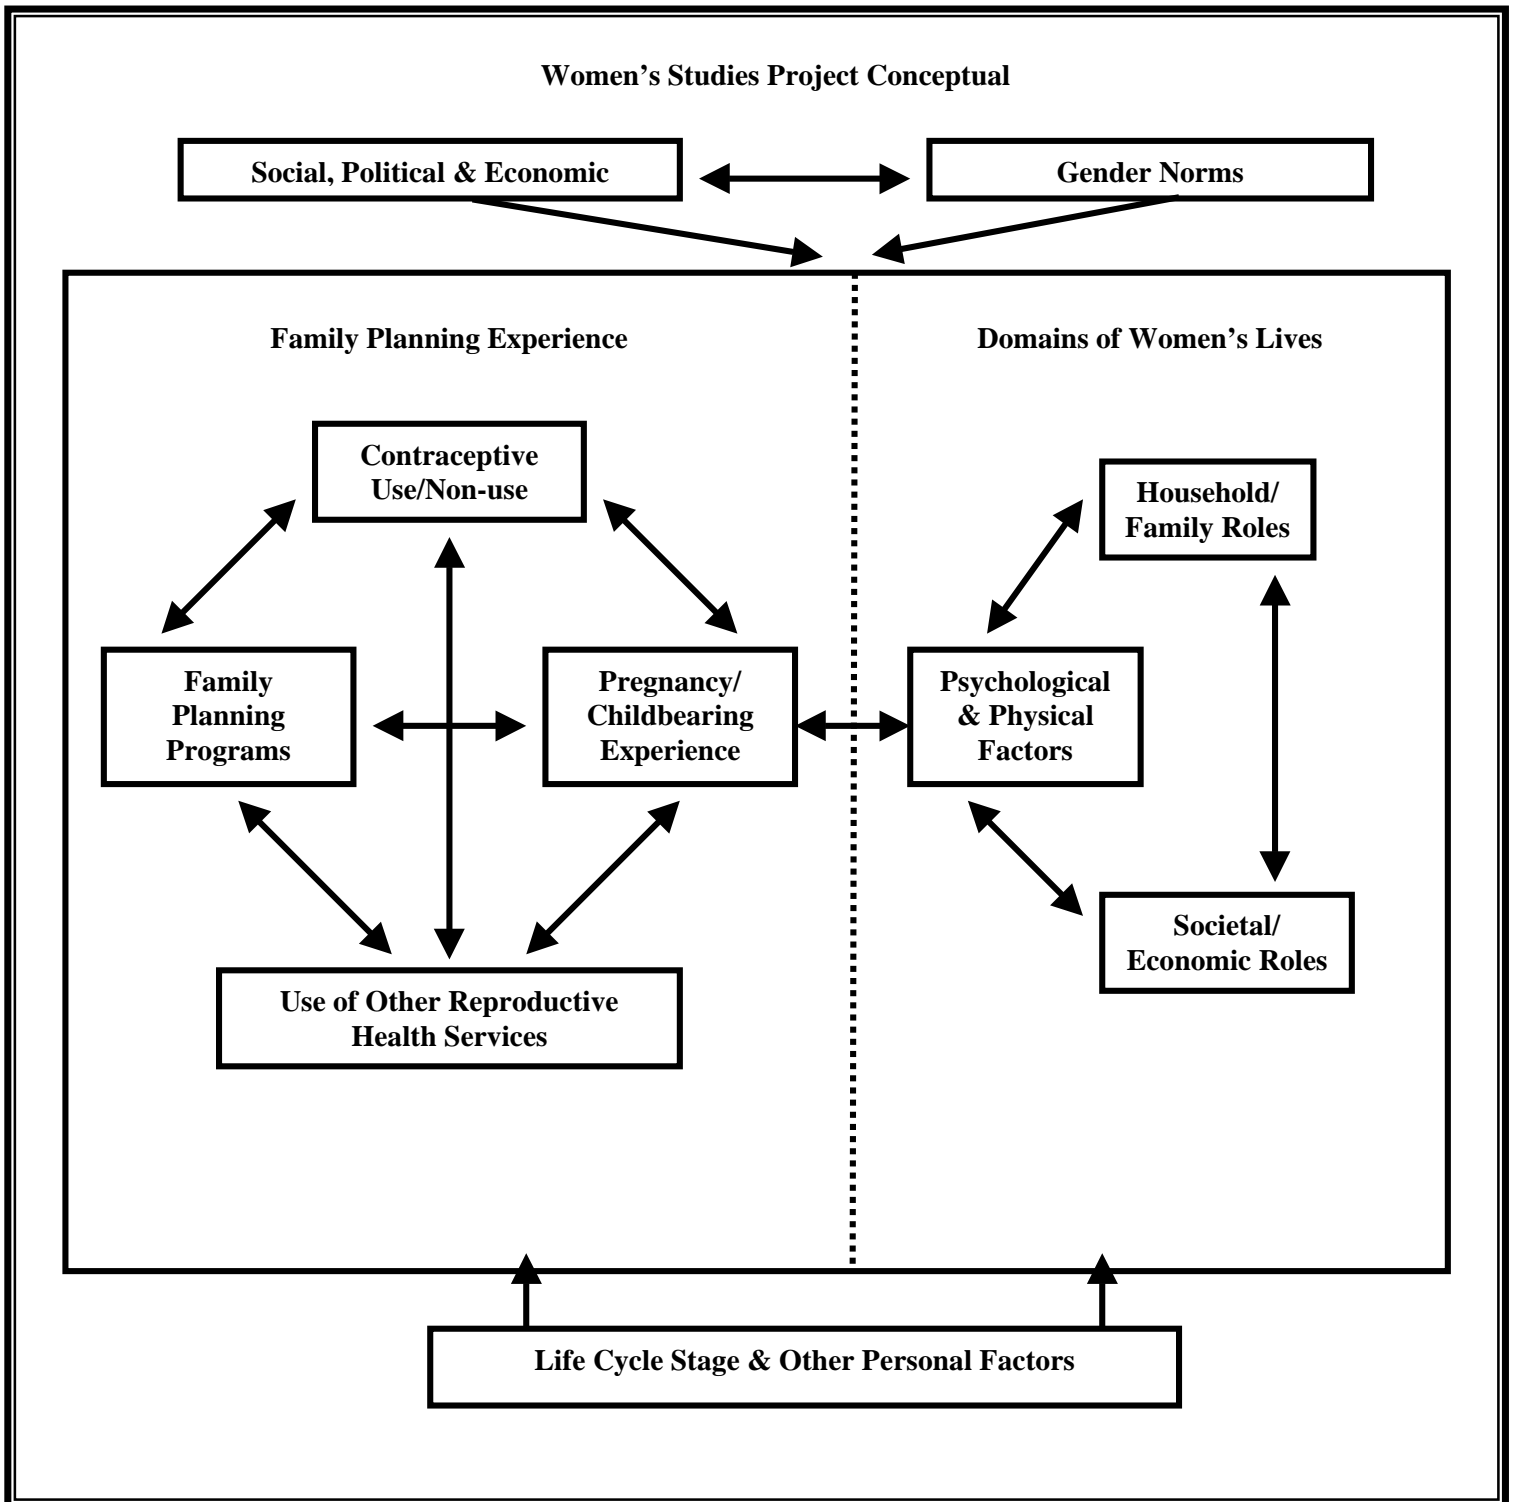 Women’s Studies Project Conceptual
Social, Political & Economic
Gender Norms
Family Planning Experience
Domains of Women’s Lives
Contraceptive
Use/Non-use
Household/
Family Roles
Family
Planning
Programs
Pregnancy/
Childbearing
Experience
Psychological
& Physical
Factors
Societal/
Economic Roles
Use of Other Reproductive
Health Services
Life Cycle Stage & Other Personal Factors